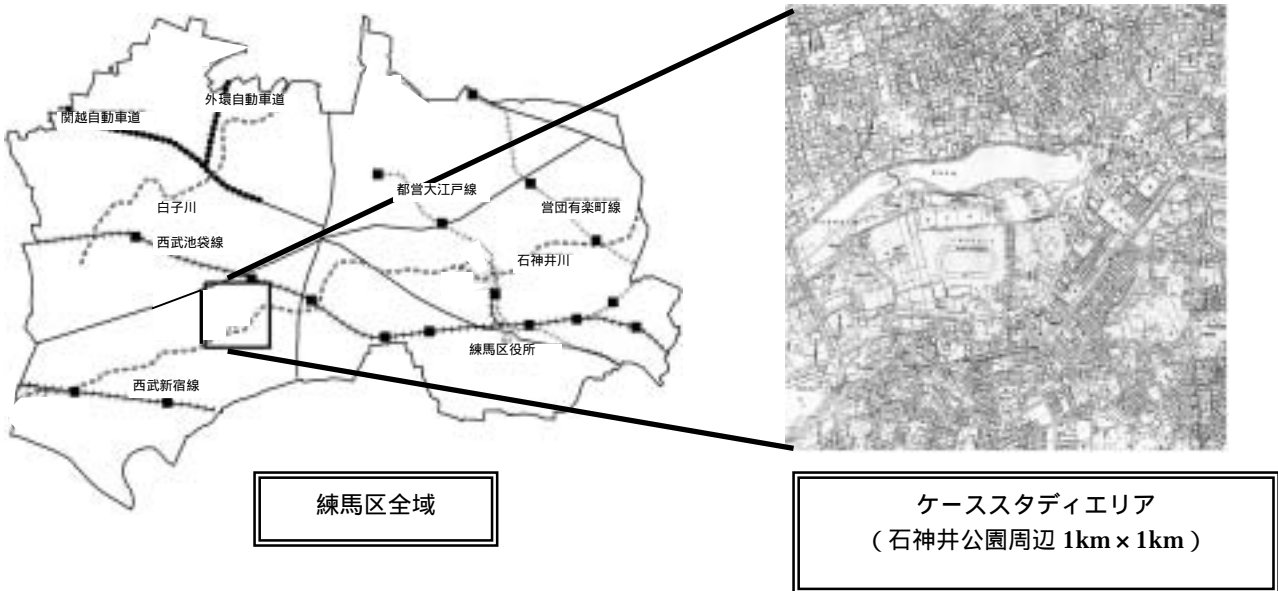 外環自動車道
関越自動車道
都営大江戸線
営団有楽町線
白子川
西武池袋線
石神井川
練馬区役所
西武新宿線
練馬区全域
ケーススタディエリア
(石神井公園周辺 1km×1km)